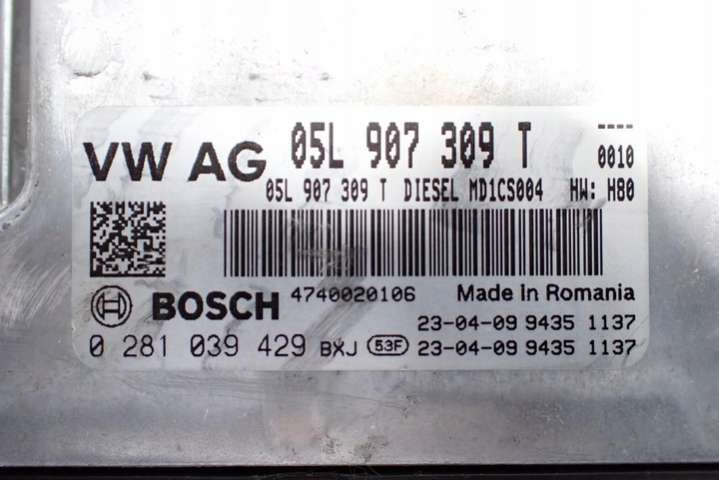 VW AG 05L 907 309 T ----
0010
05L 907 309 T DIESEL MD1CS004 HW: H80
BOSCH 4740020106 Made in Romania
23-04-09 9435 1137
0 281 039 429 BXJ 53F 23-04-09 9435 1137